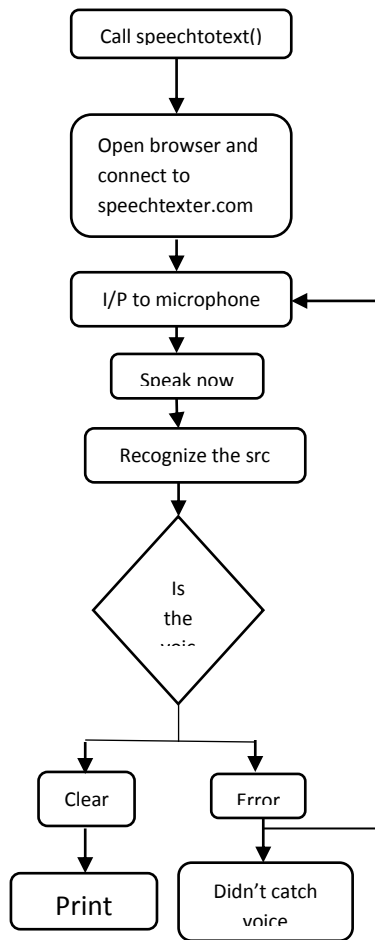 Call speechtotext()
Open browser and
connect to
speechtexter.com
I/P to microphone
Speak now
Recognize the src
Is
the
Clear
Error
Print
Didn't catch
voice